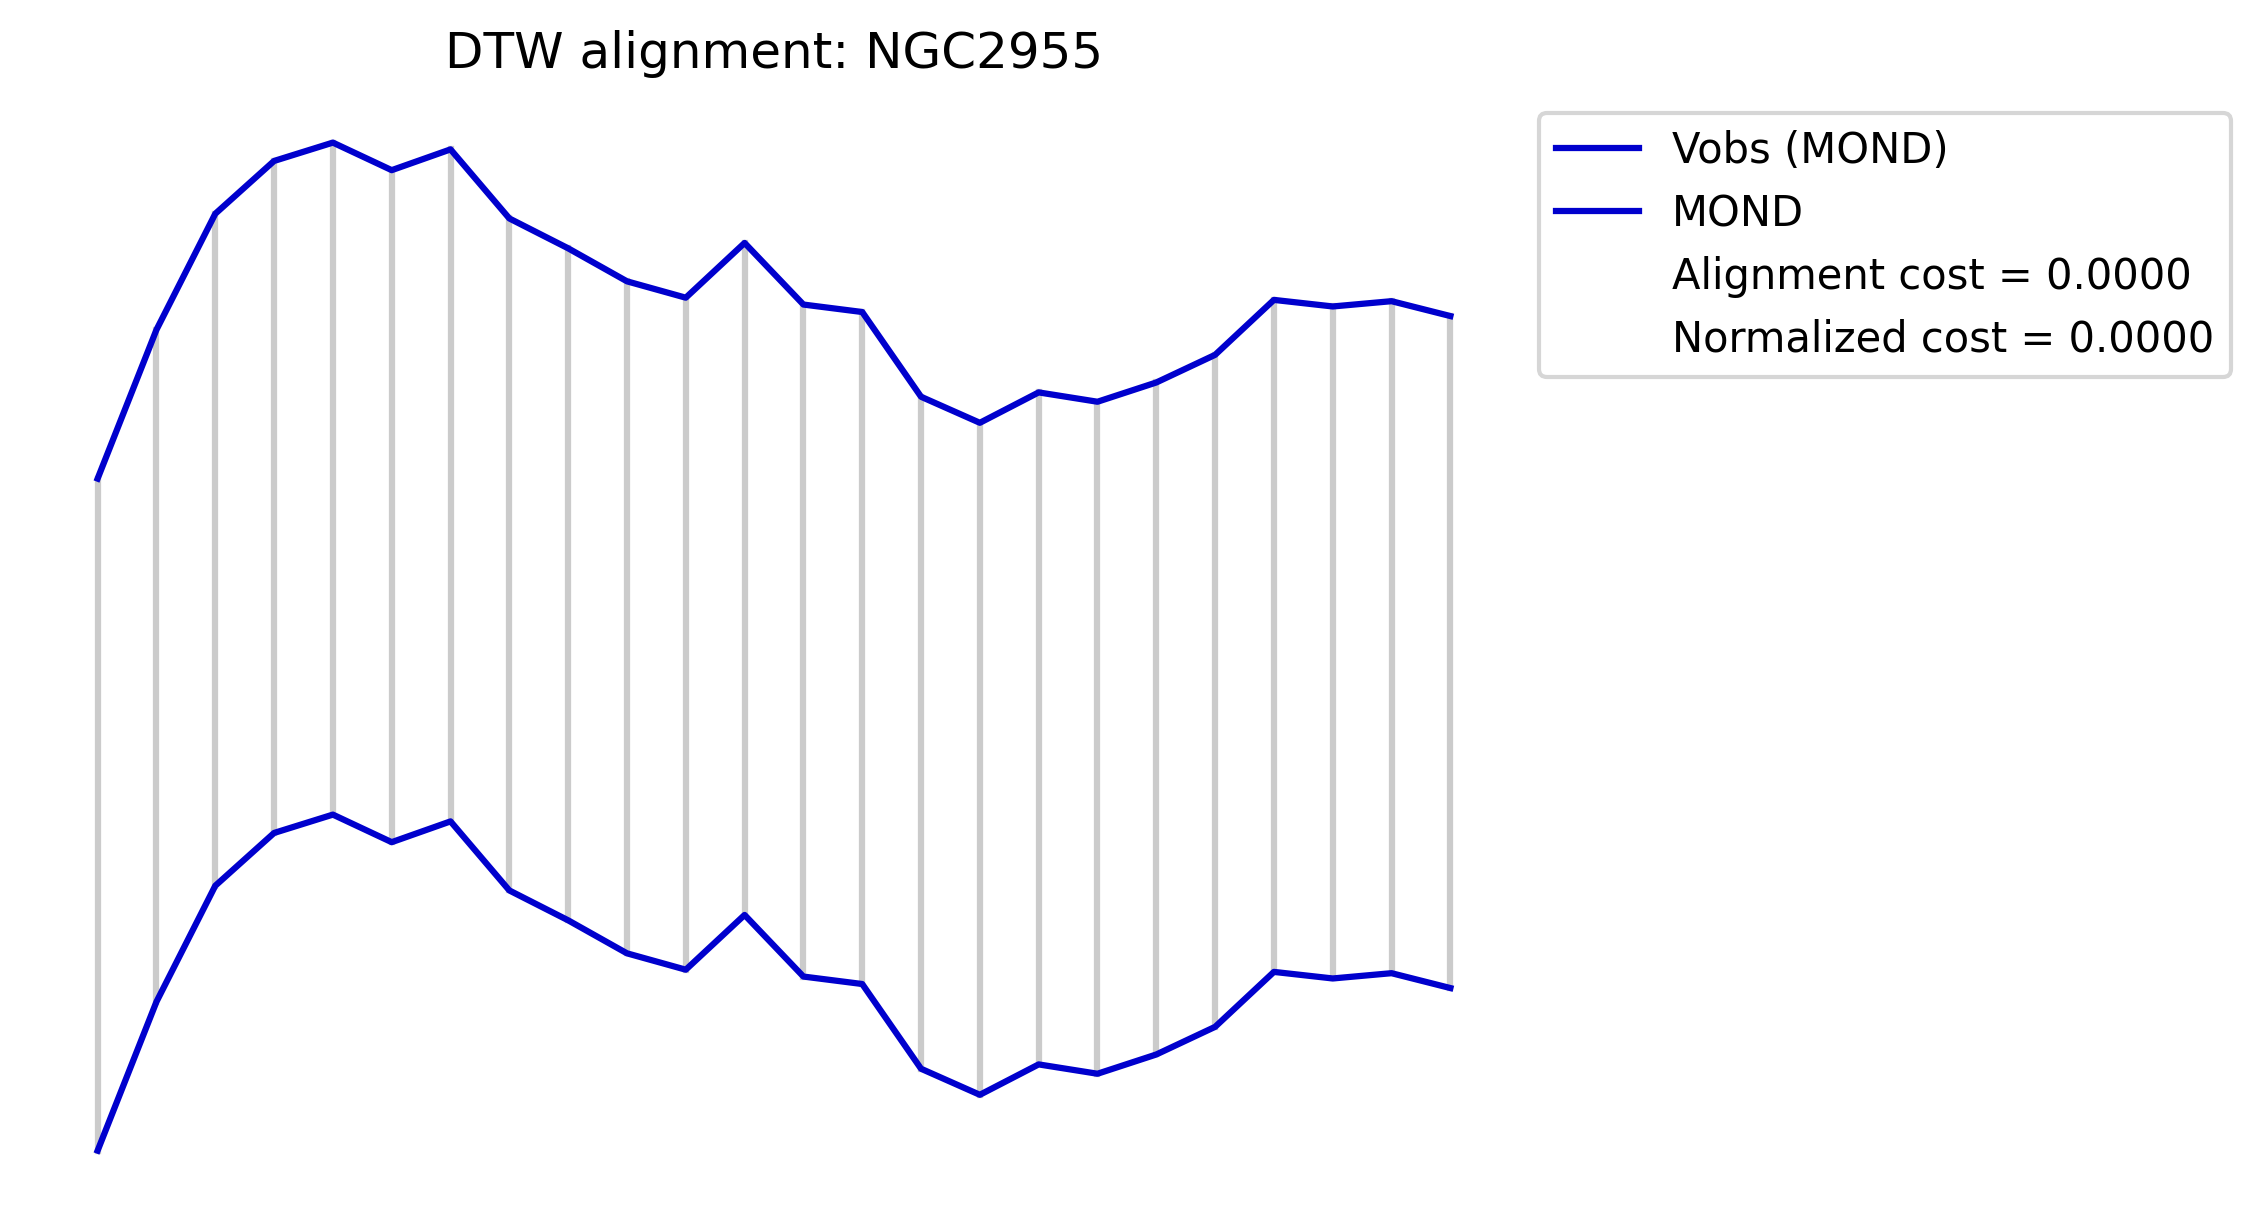 DTW alignment: NGC2955
Vobs (MOND)
MOND
Alignment cost = 0.0000
Normalized cost = 0.0000